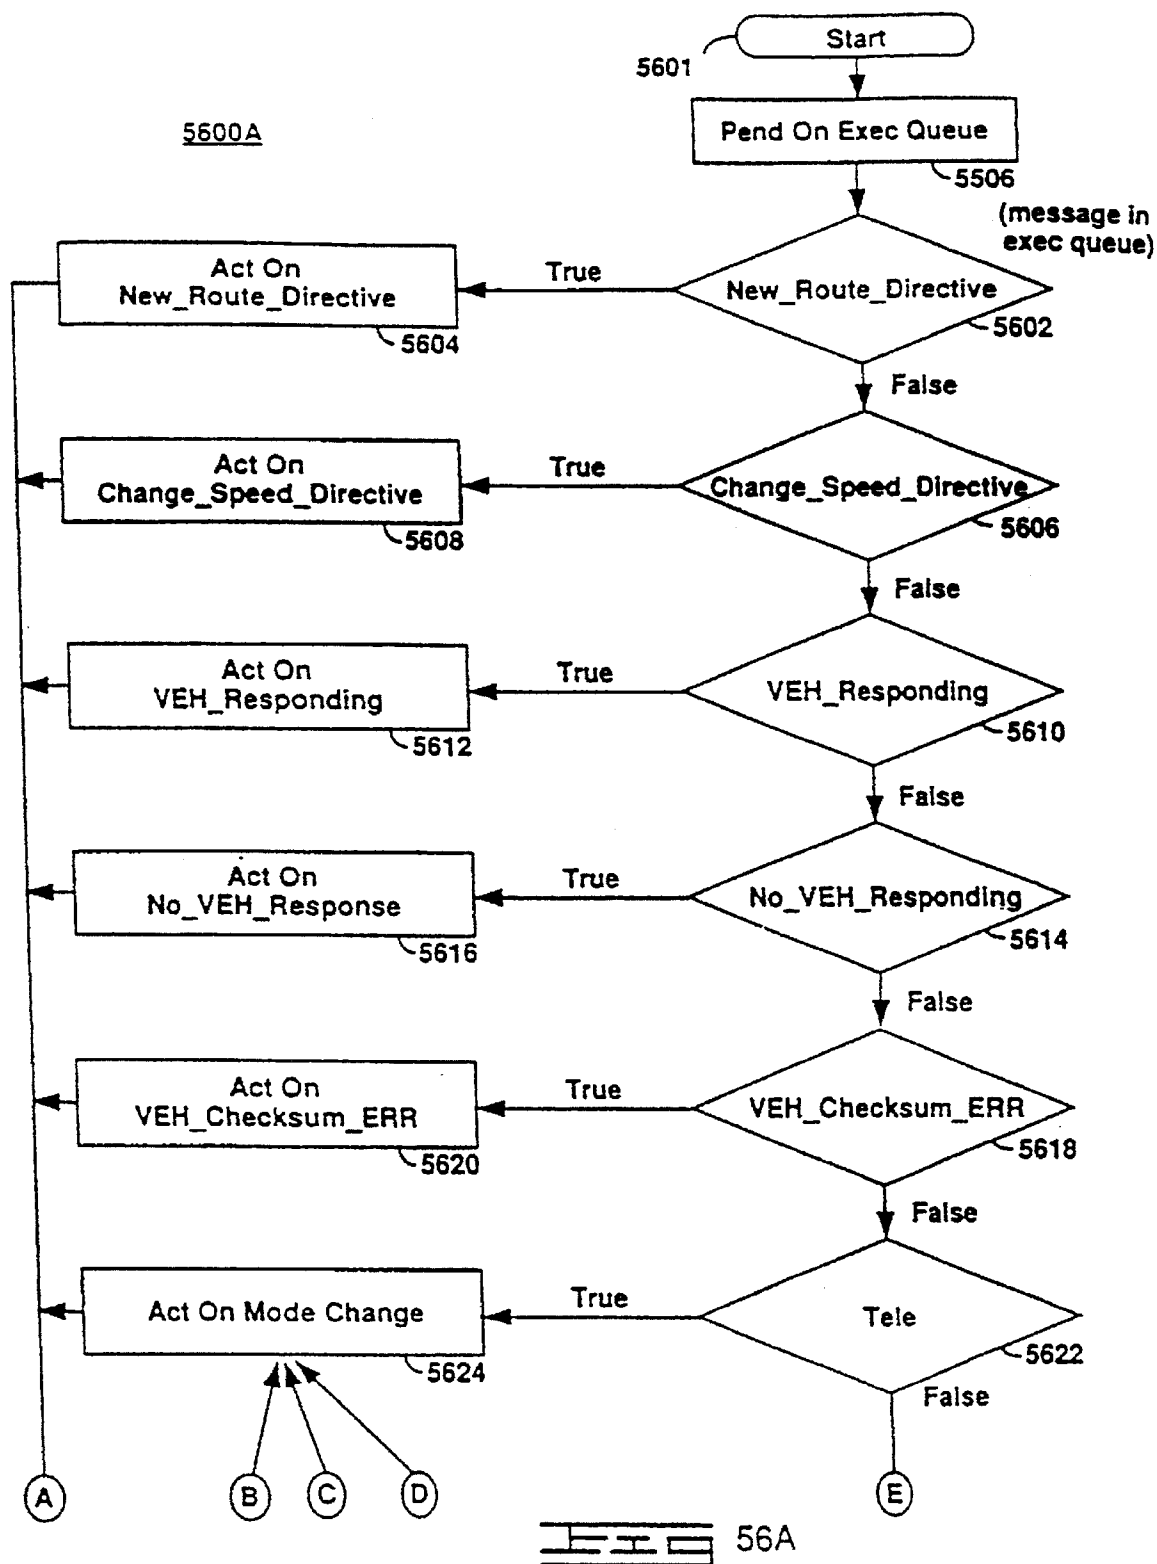 Start
5601
5600A
Pend On Exec Queue
5506
(message in
exec queue)
Act On
New_Route_Directive
5604
True
New_Route_Directive
5602
False
Act On
Change_Speed_Directive
5608
True
Change_Speed_Directive
5606
False
Act On
VEH_Responding
5612
True
VEH_Responding
5610
False
Act On
No_VEH_Response
5616
True
No_VEH_Responding
5614
False
Act On
VEH_Checksum_ERR
5620
True
VEH_Checksum_ERR
5618
False
Act On Mode Change
5624
True
Tele
5622
False
A
B
C
D
E
FIG 56A